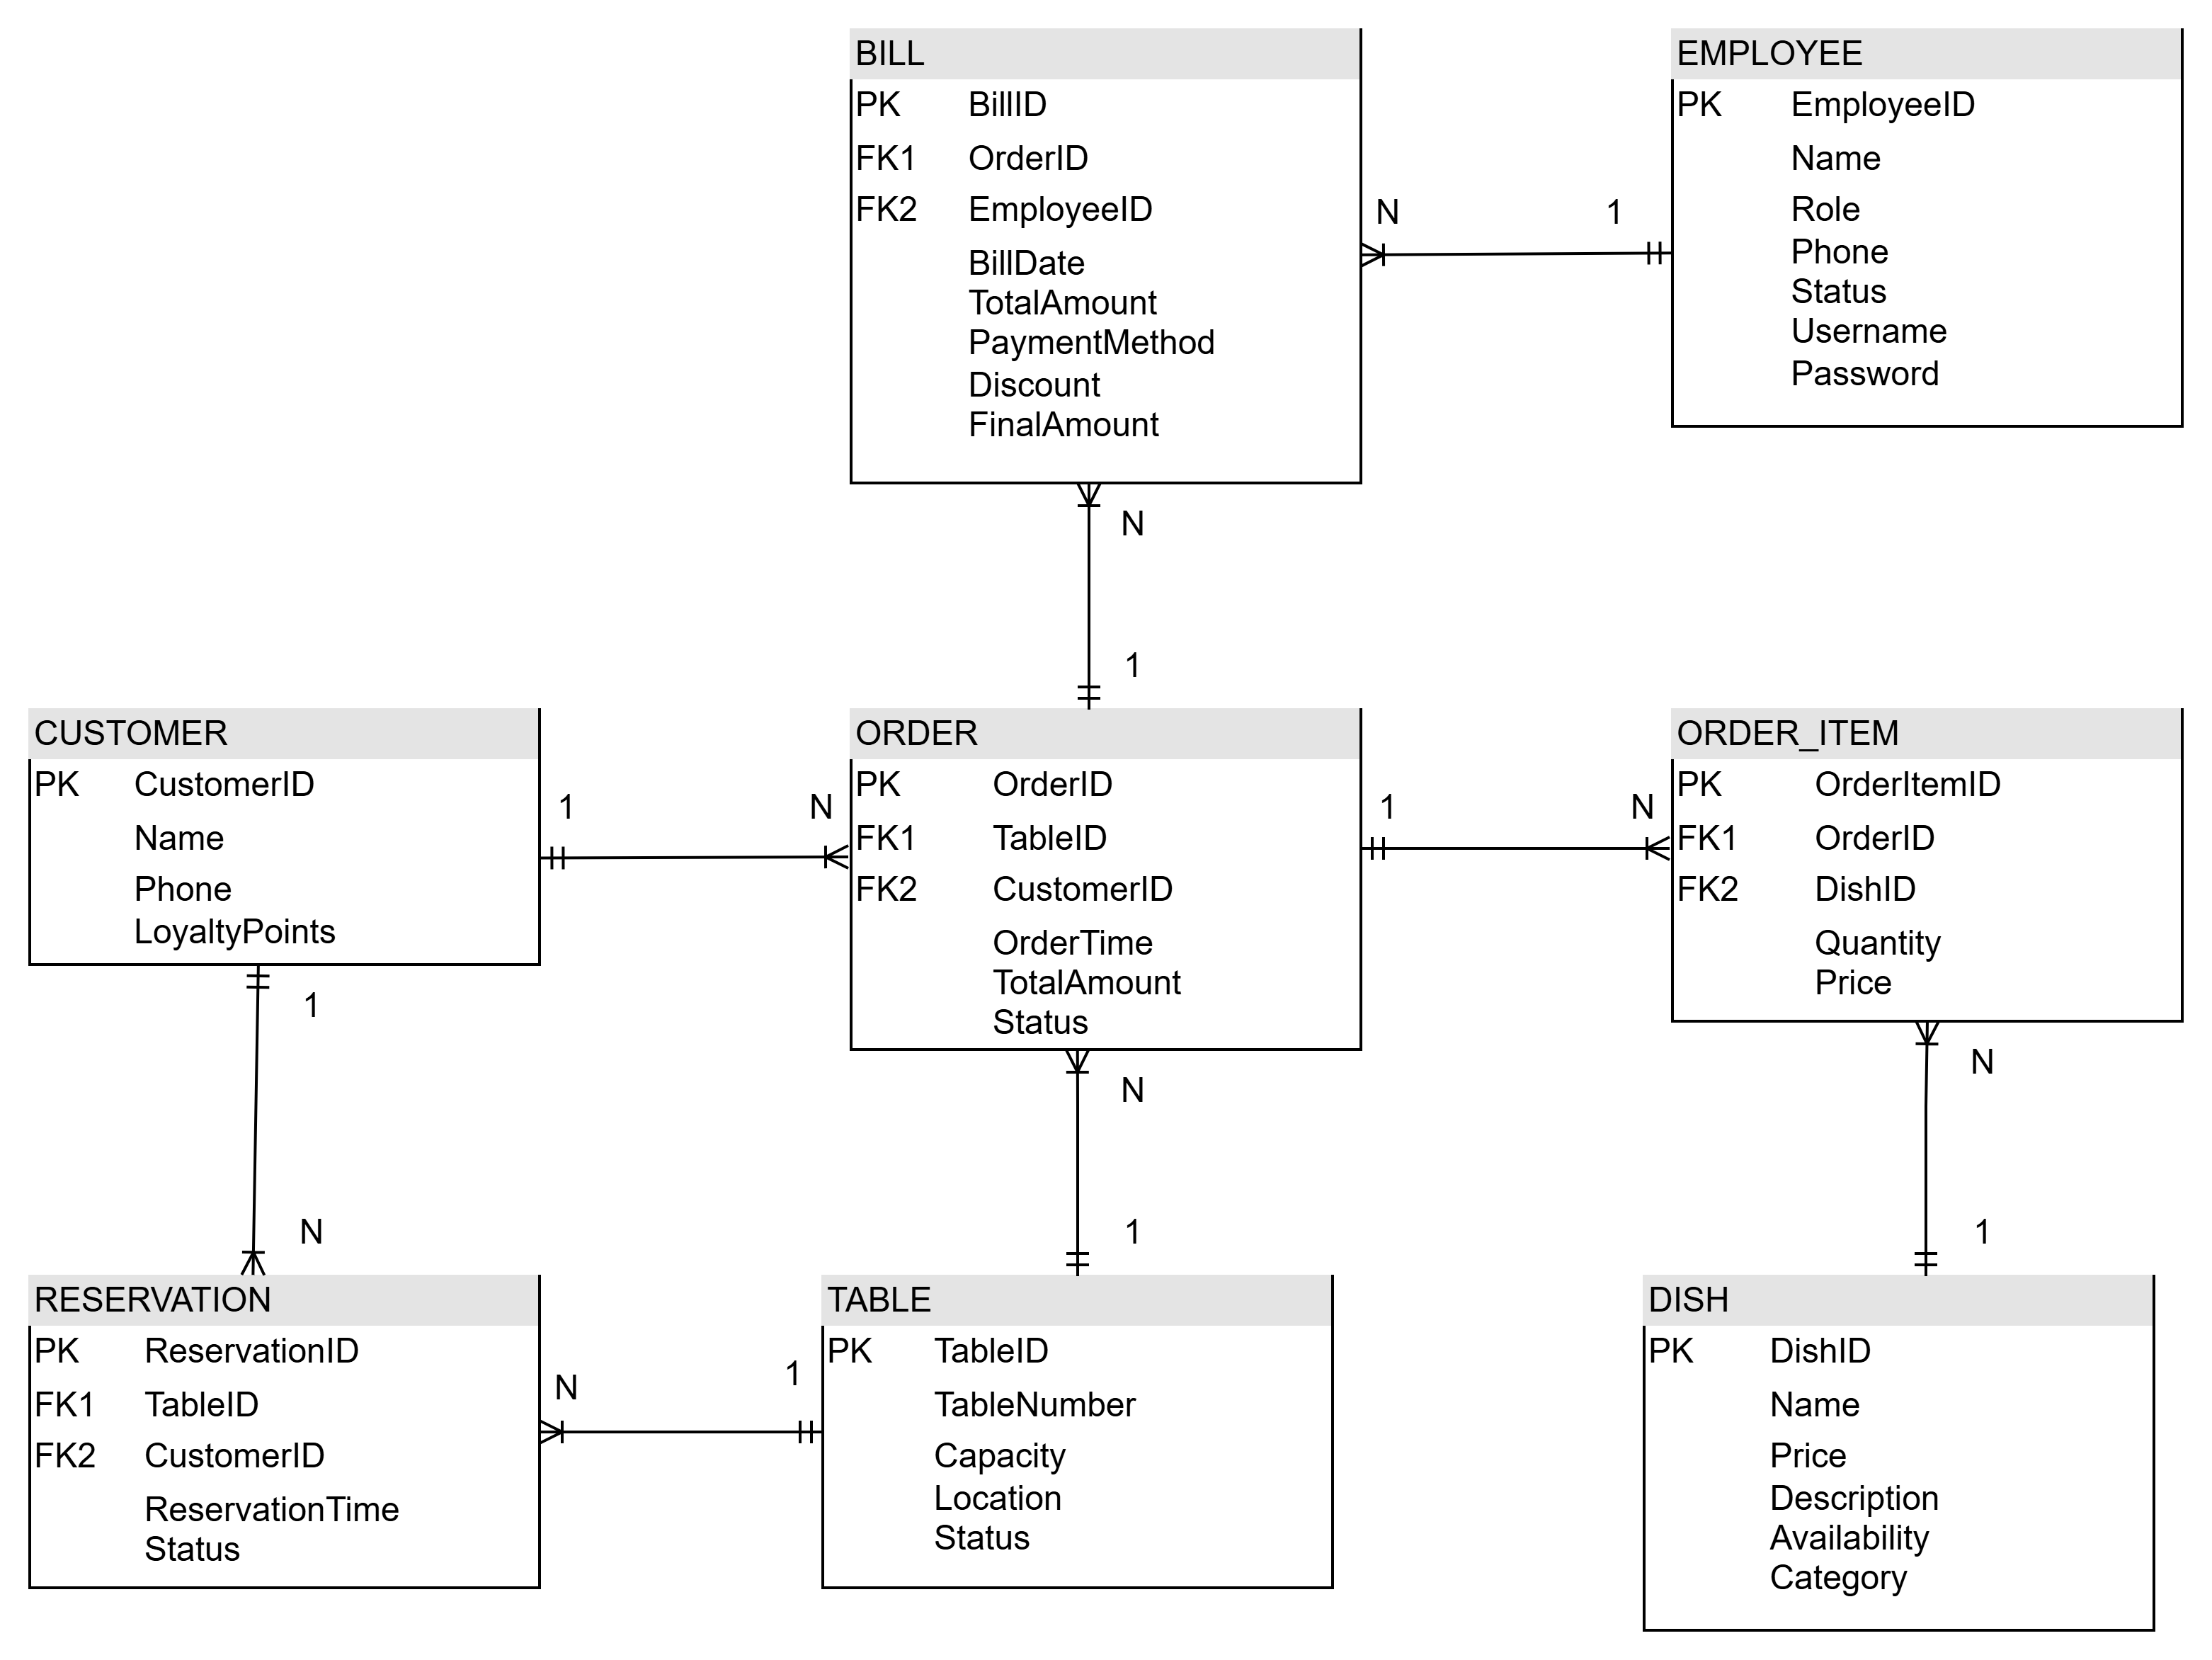 BILL
PK BillID
FK1 OrderID
FK2 EmployeeID
BillDate
TotalAmount
PaymentMethod
Discount
FinalAmount
EMPLOYEE
PK EmployeeID
Name
Role
Phone
Status
Username
Password
N 1
N
1
CUSTOMER
PK CustomerID
Name
Phone
LoyaltyPoints
1 N
ORDER
PK OrderID
FK1 TableID
FK2 CustomerID
OrderTime
TotalAmount
Status
1 N
ORDER_ITEM
PK OrderItemID
FK1 OrderID
FK2 DishID
Quantity
Price
1
N
N
1
N
1
RESERVATION
PK ReservationID
FK1 TableID
FK2 CustomerID
ReservationTime
Status
N 1
TABLE
PK TableID
TableNumber
Capacity
Location
Status
DISH
PK DishID
Name
Price
Description
Availability
Category